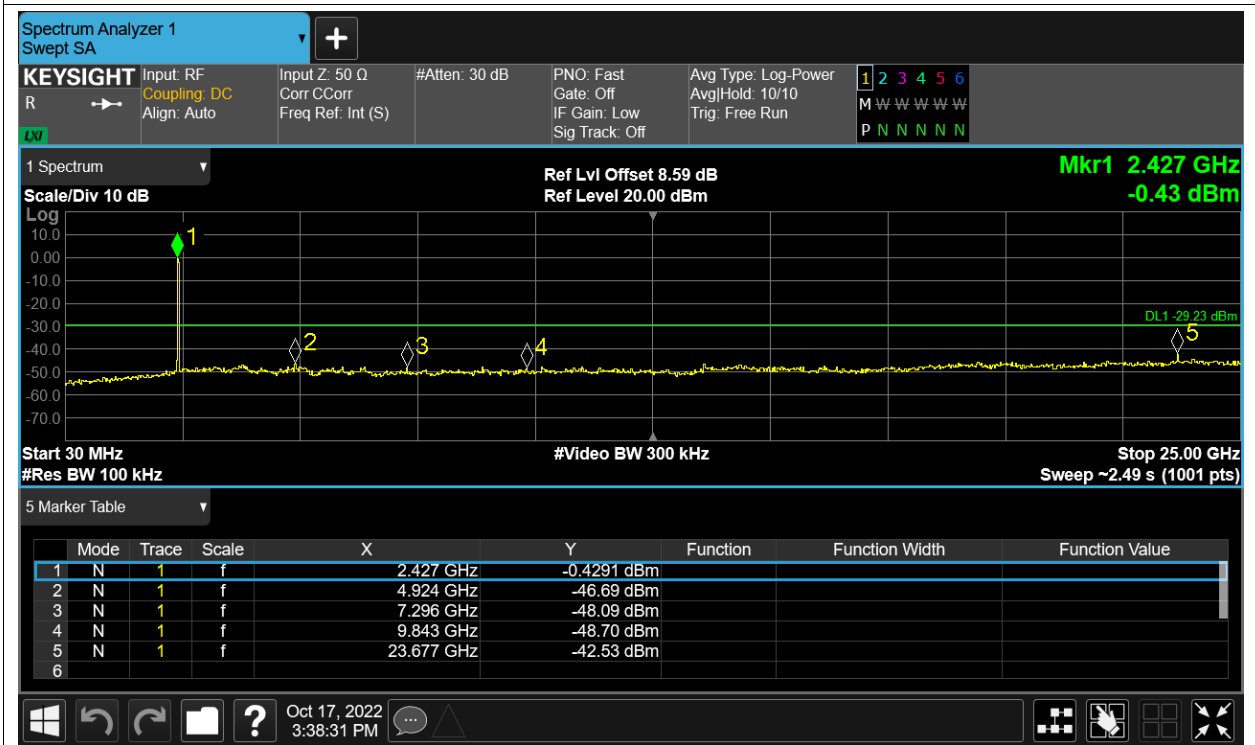 Spectrum Analyzer 1
Swept SA
KEYSIGHT
R
LXI
Input: RF
Coupling: DC
Align: Auto
Input Z: 50 Ω
Corr CCorr
Freq Ref: Int (S)
#Atten: 30 dB
PNO: Fast
Gate: Off
IF Gain: Low
Sig Track: Off
Avg Type: Log-Power
Avg|Hold: 10/10
Trig: Free Run
1 2 3 4 5 6
M W W W W W
P N N N N N
1 Spectrum
Scale/Div 10 dB
Ref Lvl Offset 8.59 dB
Ref Level 20.00 dBm
Mkr1 2.427 GHz
-0.43 dBm
Log
10.0
0.00
-10.0
-20.0
-30.0
-40.0
-50.0
-60.0
-70.0
1
2
3
4
5
DL1 -29.23 dBm
Start 30 MHz
#Res BW 100 kHz
#Video BW 300 kHz
Stop 25.00 GHz
Sweep ~2.49 s (1001 pts)
5 Marker Table
Mode Trace Scale X Y Function Function Width Function Value
1 N 1 f 2.427 GHz -0.4291 dBm
2 N 1 f 4.924 GHz -46.69 dBm
3 N 1 f 7.296 GHz -48.09 dBm
4 N 1 f 9.843 GHz -48.70 dBm
5 N 1 f 23.677 GHz -42.53 dBm
6
?
Oct 17, 2022
3:38:31 PM